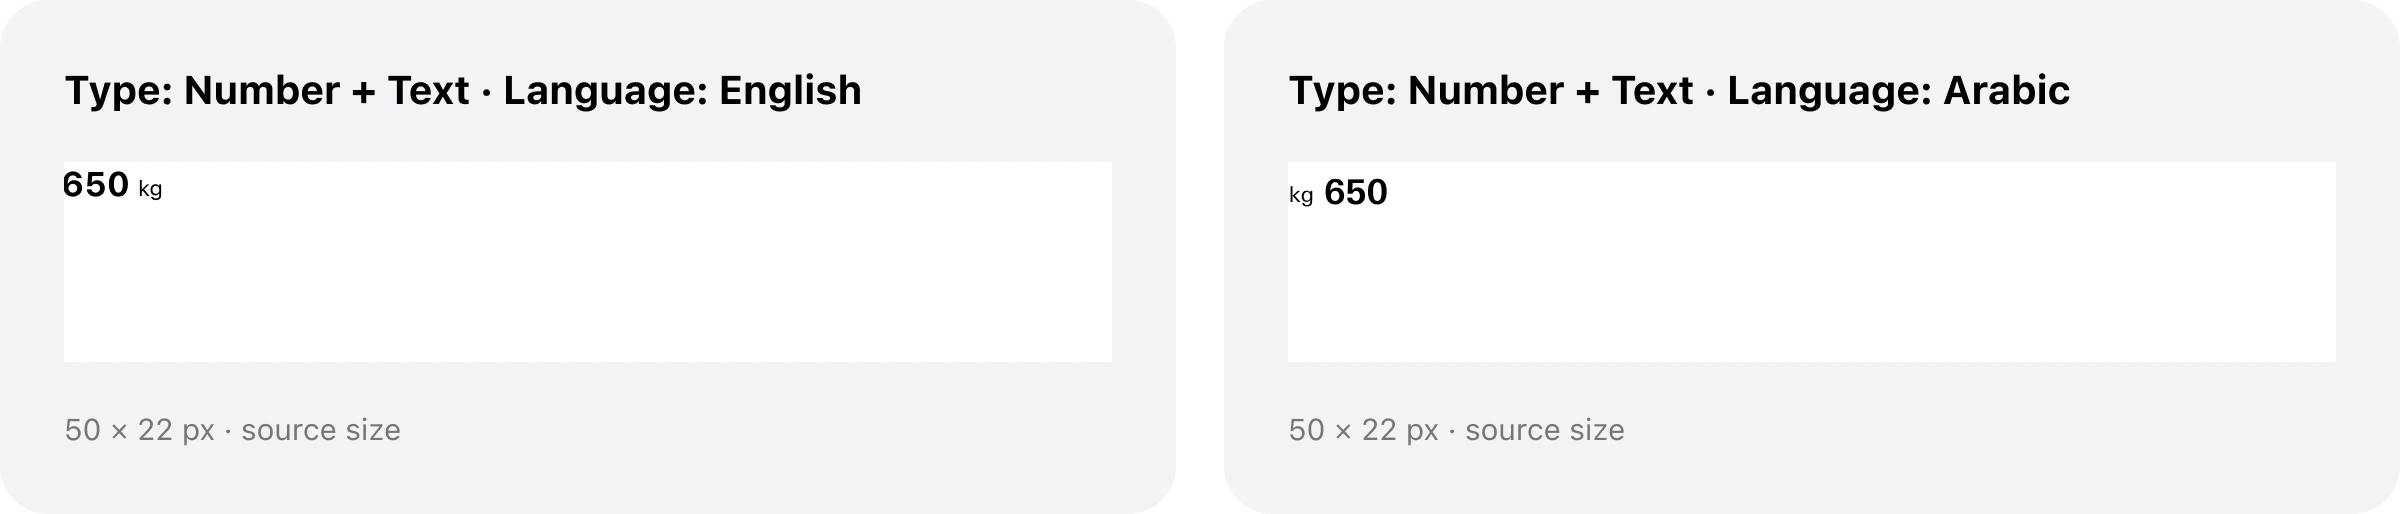 Type: Number + Text · Language: English
650 kg
50 × 22 px · source size
Type: Number + Text · Language: Arabic
kg 650
50 × 22 px · source size